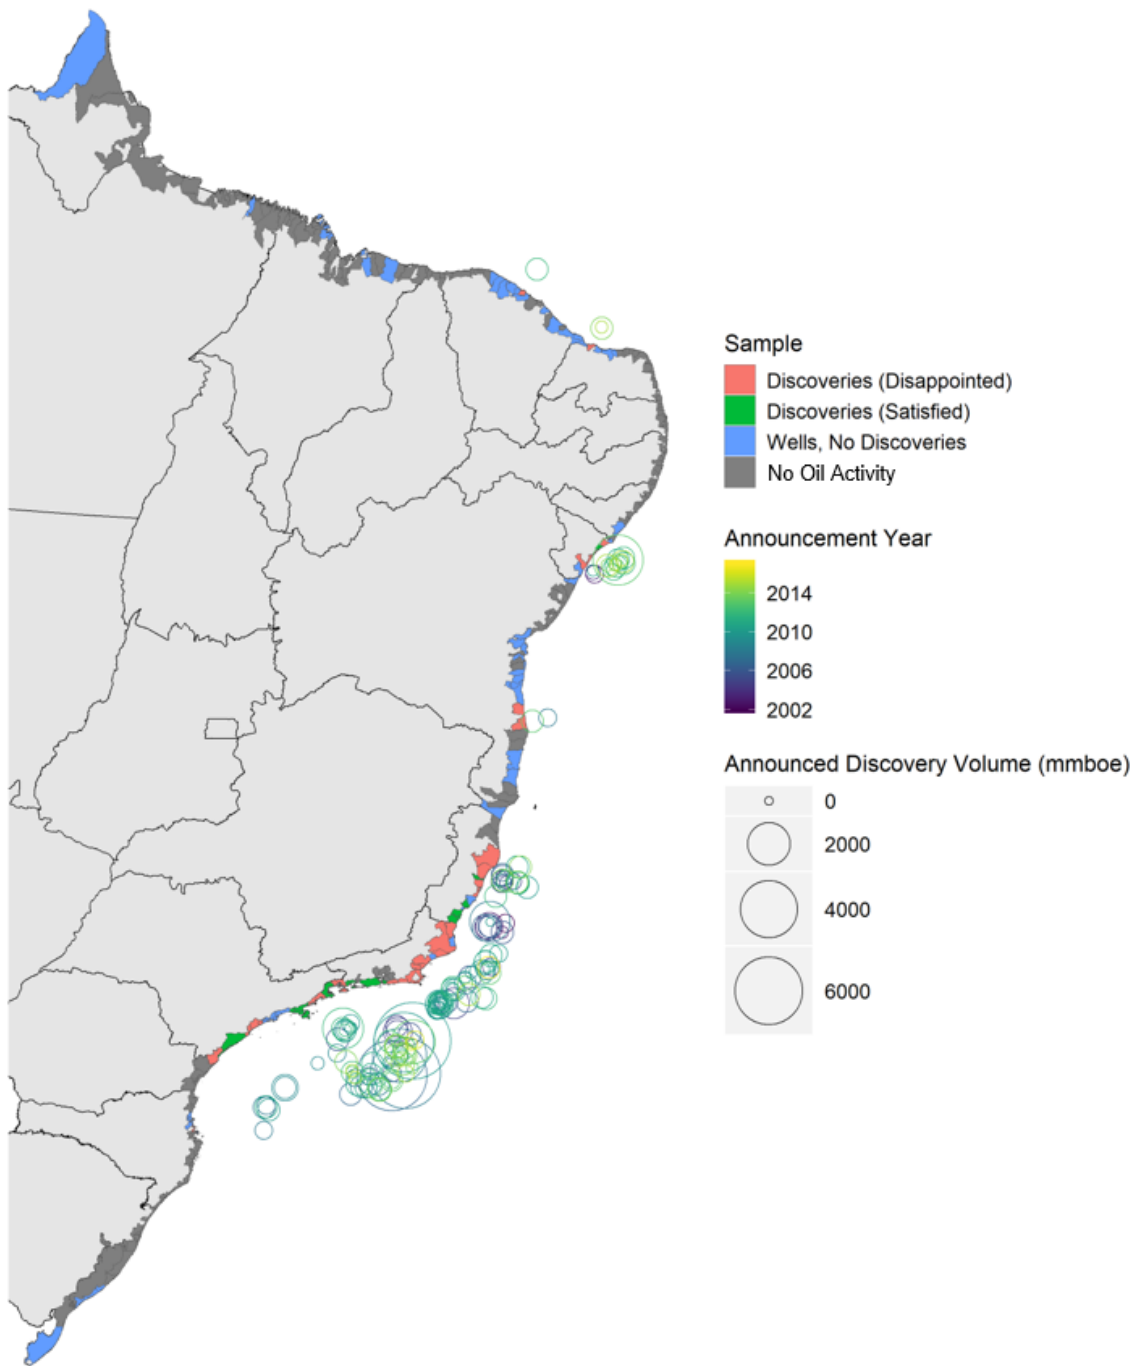 Sample
Discoveries (Disappointed)
Discoveries (Satisfied)
Wells, No Discoveries
No Oil Activity
Announcement Year
2014
2010
2006
2002
Announced Discovery Volume (mmboe)
0
2000
4000
6000